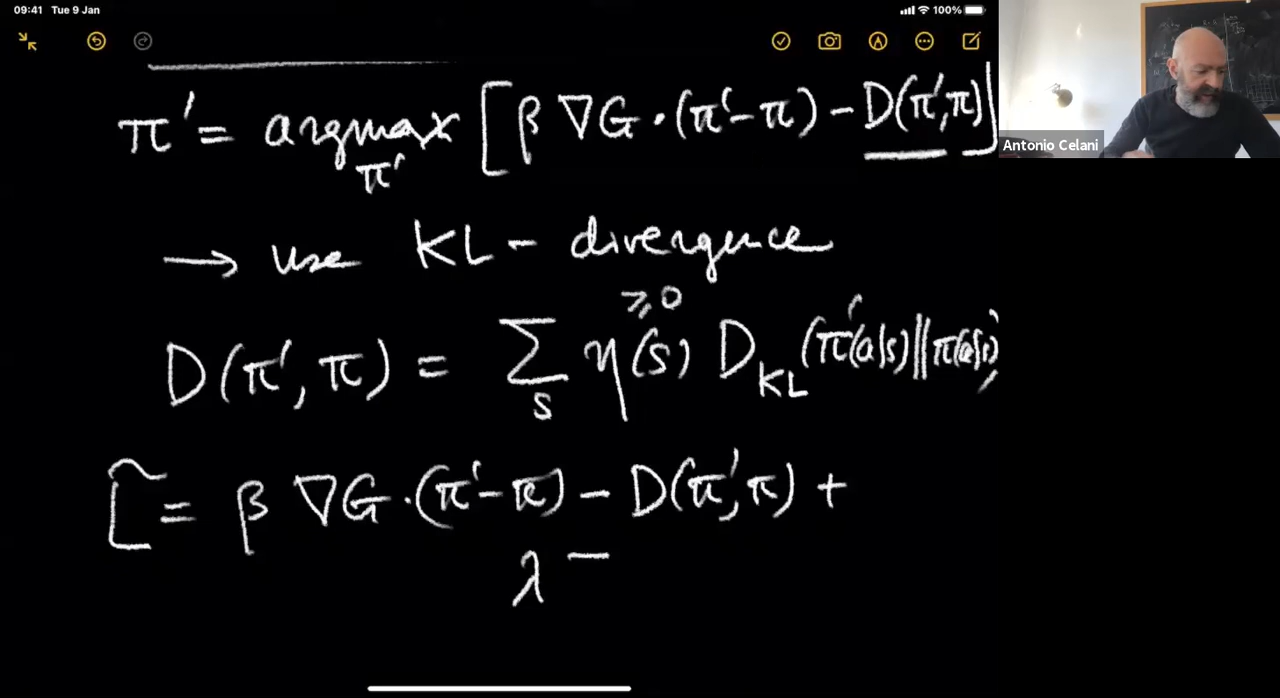 09:41 Tue 9 Jan
100%
π' = argmax [β ∇G · (π' - π) - D(π', π)]
π'
Antonio Celani
→ use KL - divergence
≥ 0
D(π', π) = Σ η(s) D_KL (π'(a|s) || π(a|s))
s
L̃ = β ∇G · (π' - π) - D(π', π) +
λ